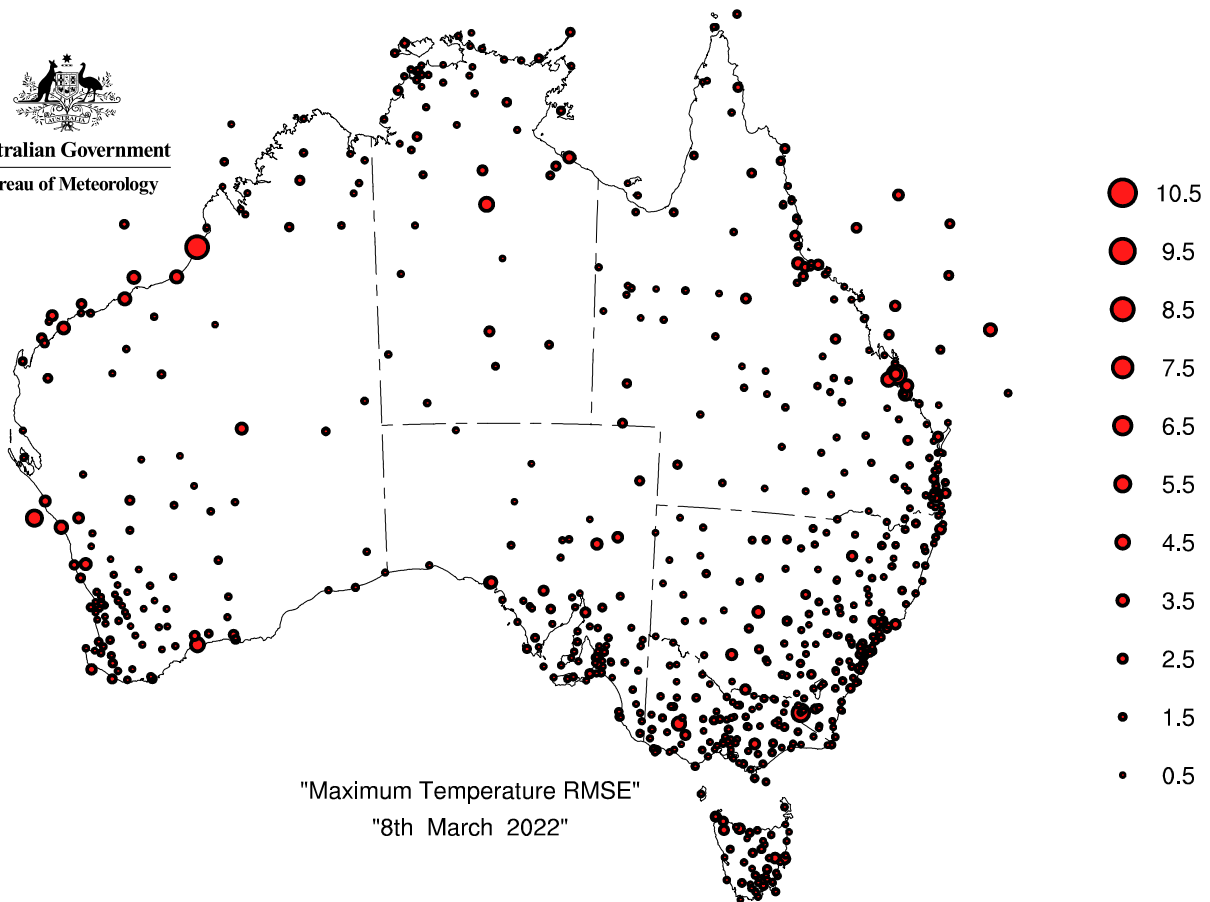 AUSTRALIA
tralian Government
reau of Meteorology
10.5
9.5
8.5
7.5
6.5
5.5
4.5
3.5
2.5
1.5
0.5
"Maximum Temperature RMSE"
"8th March 2022"